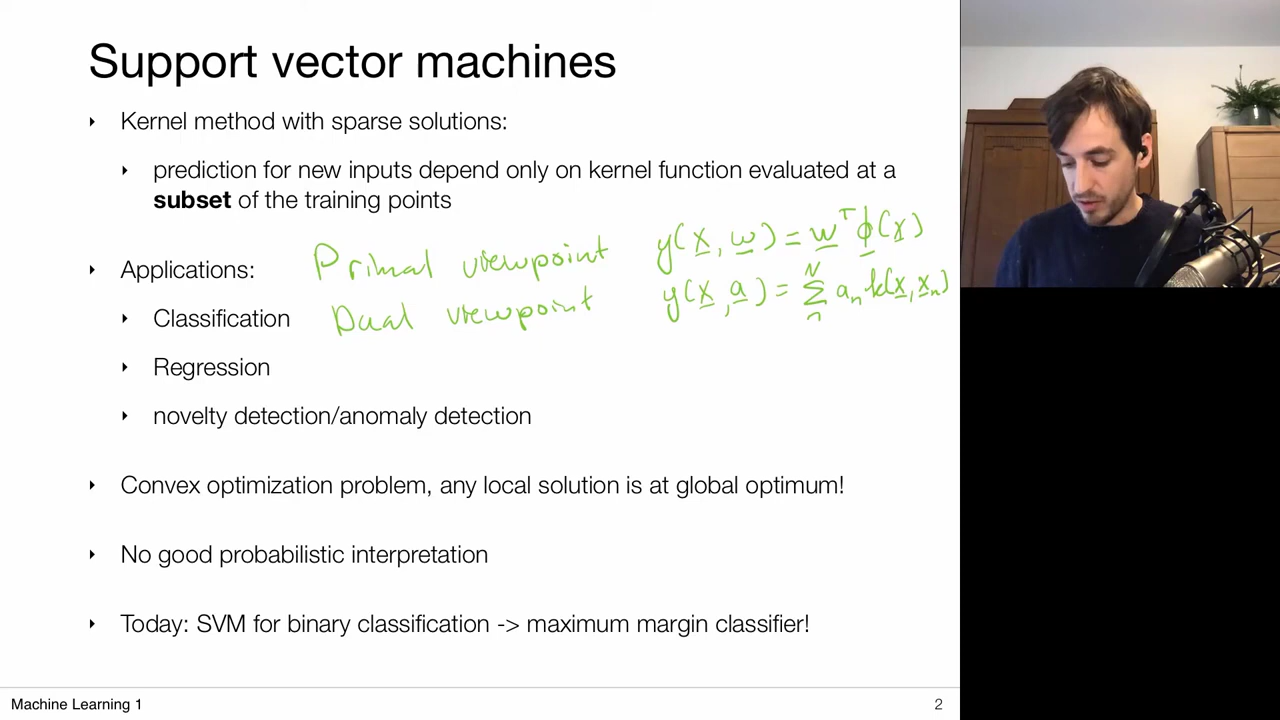 Support vector machines
‣ Kernel method with sparse solutions:
‣ prediction for new inputs depend only on kernel function evaluated at a
subset of the training points
Primal viewpoint y(x, w) = wᵀ ϕ(x)
‣ Applications:
Dual viewpoint y(x, a) = Σₙᴺ aₙ k(x, xₙ)
‣ Classification
‣ Regression
‣ novelty detection/anomaly detection
‣ Convex optimization problem, any local solution is at global optimum!
‣ No good probabilistic interpretation
‣ Today: SVM for binary classification -> maximum margin classifier!
Machine Learning 1
2